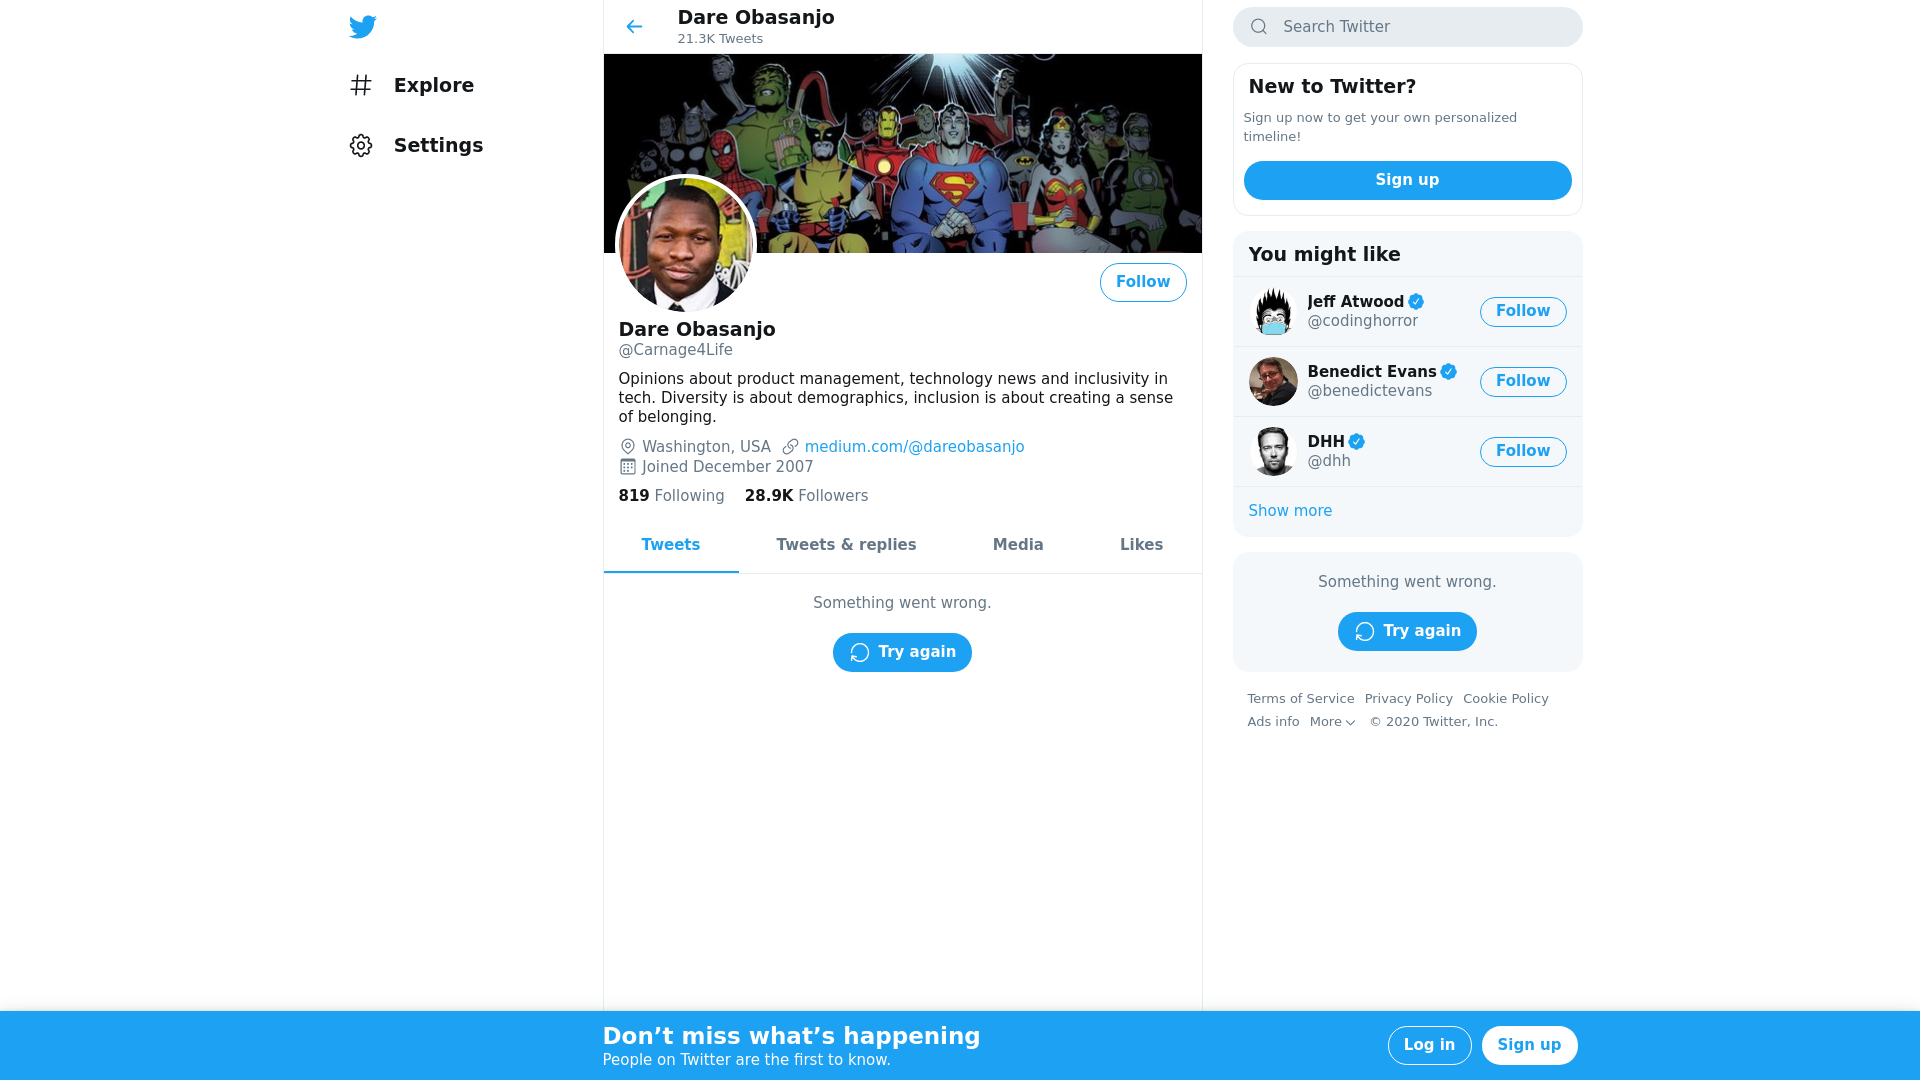 Explore
Settings
Dare Obasanjo
21.3K Tweets
Follow
Dare Obasanjo
@Carnage4Life
Opinions about product management, technology news and inclusivity in
tech. Diversity is about demographics, inclusion is about creating a sense
of belonging.
Washington, USA medium.com/@dareobasanjo
Joined December 2007
819 Following 28.9K Followers
Tweets Tweets & replies Media Likes
Something went wrong.
Try again
Search Twitter
New to Twitter?
Sign up now to get your own personalized
timeline!
Sign up
You might like
Jeff Atwood
@codinghorror
Follow
Benedict Evans
@benedictevans
Follow
DHH
@dhh
Follow
Show more
Something went wrong.
Try again
Terms of Service Privacy Policy Cookie Policy
Ads info More © 2020 Twitter, Inc.
Don’t miss what’s happening
People on Twitter are the first to know.
Log in Sign up